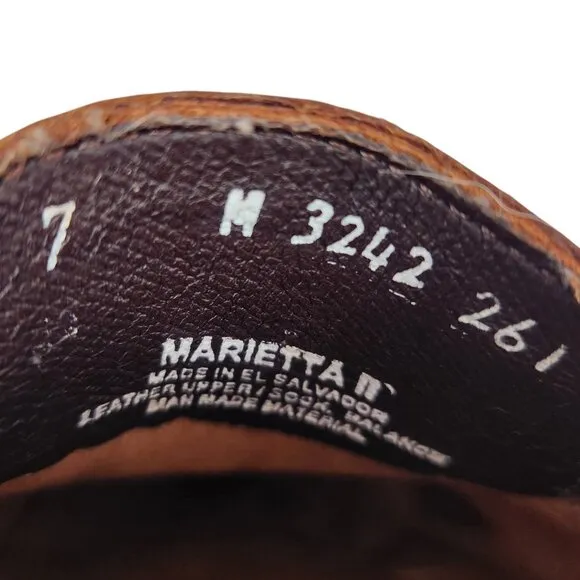 7 M 3242 261
MARIETTA II
MADE IN EL SALVADOR
LEATHER UPPER / SOCK, BALANCE
MAN MADE MATERIAL